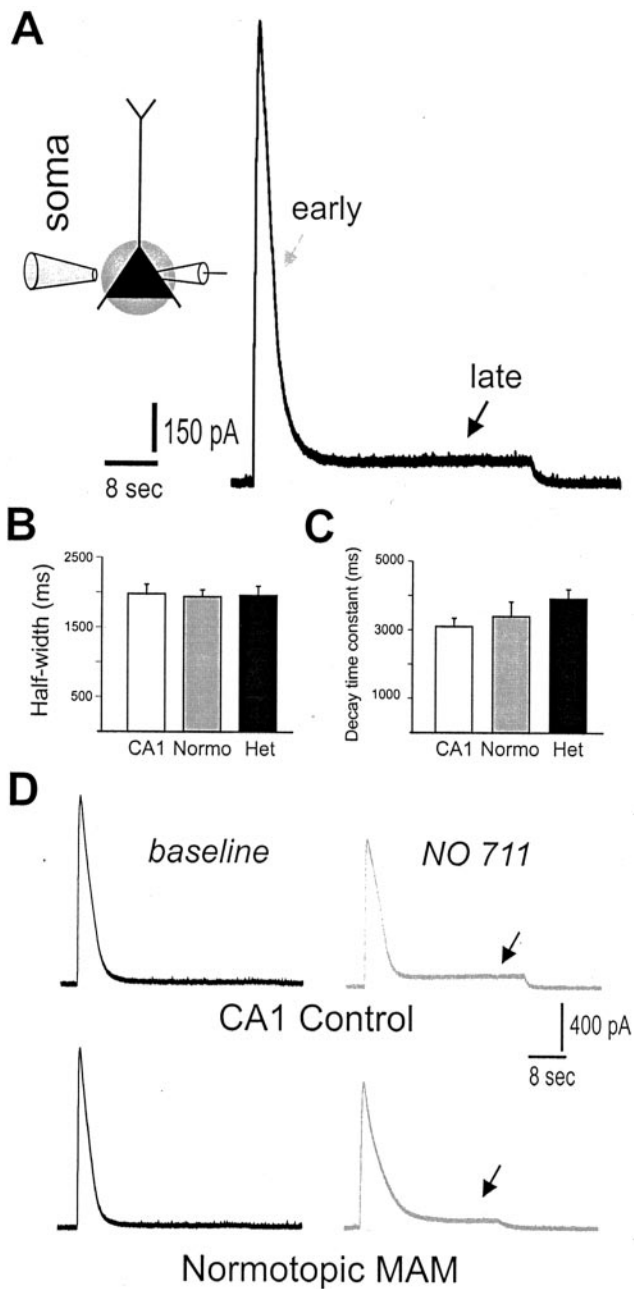 A
soma
early
late
150 pA
8 sec
B
Half-width (ms)
2500
1500
500
CA1 Normo Het
C
Decay time constant (ms)
5000
3000
1000
CA1 Normo Het
D
baseline
NO 711
CA1 Control
400 pA
8 sec
Normotopic MAM